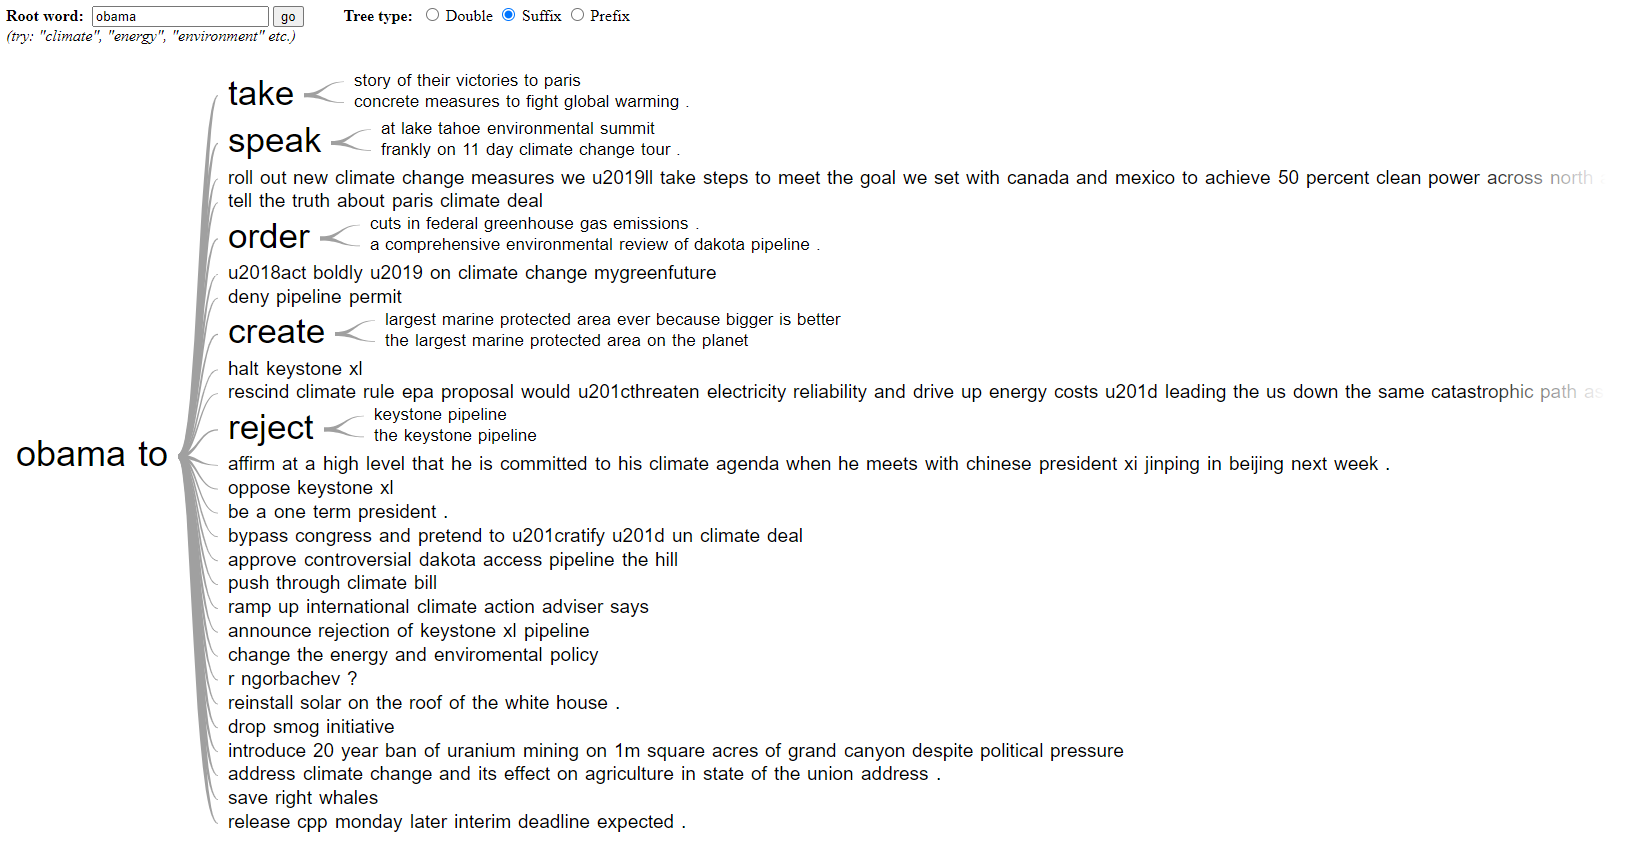 Root word: obama go Tree type: Double Suffix Prefix
(try: "climate", "energy", "environment" etc.)
obama to
take
story of their victories to paris
concrete measures to fight global warming .
speak
at lake tahoe environmental summit
frankly on 11 day climate change tour .
roll out new climate change measures we u2019ll take steps to meet the goal we set with canada and mexico to achieve 50 percent clean power across north
tell the truth about paris climate deal
order
cuts in federal greenhouse gas emissions .
a comprehensive environmental review of dakota pipeline .
u2018act boldly u2019 on climate change mygreenfuture
deny pipeline permit
create
largest marine protected area ever because bigger is better
the largest marine protected area on the planet
halt keystone xl
rescind climate rule epa proposal would u201cthreaten electricity reliability and drive up energy costs u201d leading the us down the same catastrophic path as
reject
keystone pipeline
the keystone pipeline
affirm at a high level that he is committed to his climate agenda when he meets with chinese president xi jinping in beijing next week .
oppose keystone xl
be a one term president .
bypass congress and pretend to u201cratify u201d un climate deal
approve controversial dakota access pipeline the hill
push through climate bill
ramp up international climate action adviser says
announce rejection of keystone xl pipeline
change the energy and enviromental policy
r ngorbachev ?
reinstall solar on the roof of the white house .
drop smog initiative
introduce 20 year ban of uranium mining on 1m square acres of grand canyon despite political pressure
address climate change and its effect on agriculture in state of the union address .
save right whales
release cpp monday later interim deadline expected .